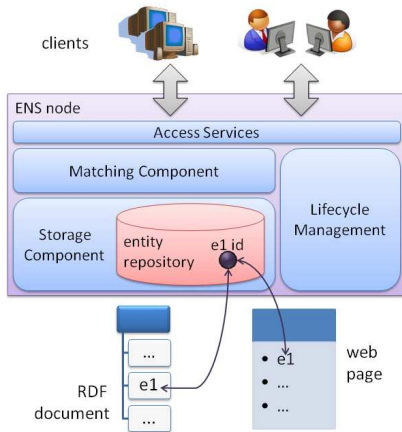 clients
ENS node
Access Services
Matching Component
Lifecycle
Management
Storage
Component
entity
repository
e1 id
...
e1
...
RDF
document
• e1
• ...
• ...
web
page